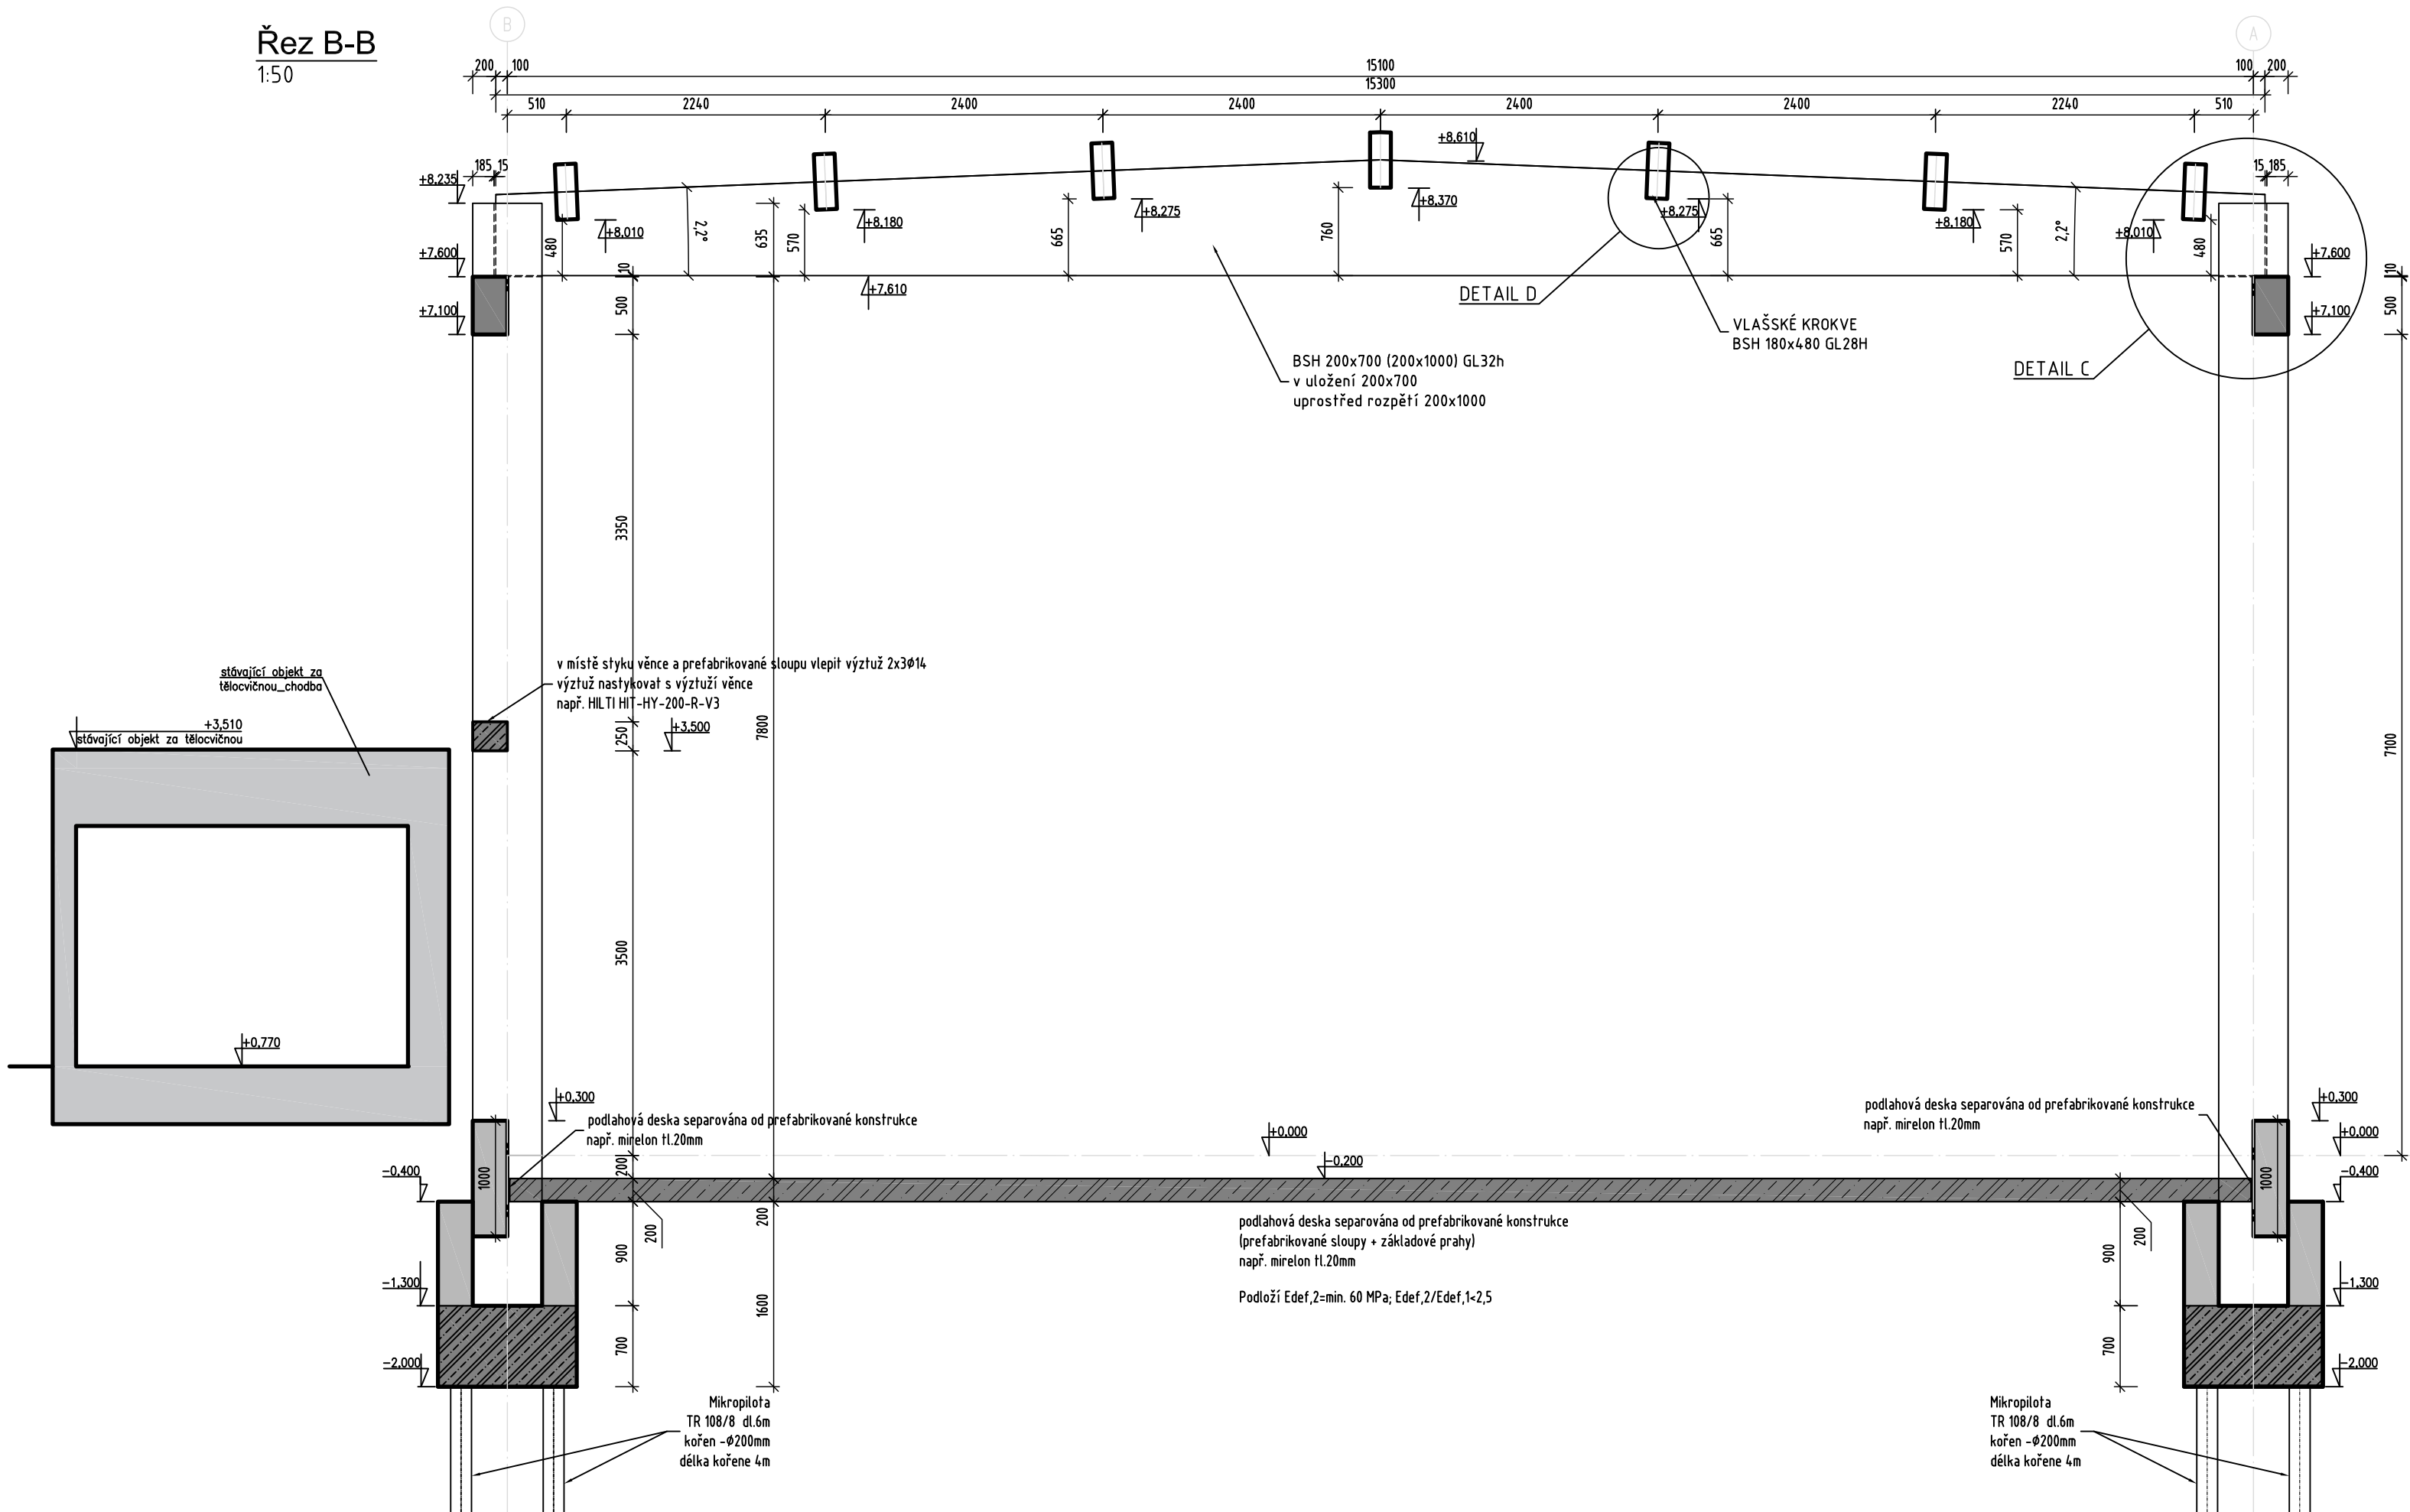 Řez B-B
1:50
B
A
200
100
15100
100
200
15300
510
2240
2400
2400
2400
2400
2240
510
185
15
+8,610
15
185
+8,235
+8,010
+8,180
+8,275
+8,370
+8,275
+8,180
+8,010
480
2,2°
635
570
665
760
665
570
2,2°
480
+7,600
10
+7,610
+7,600
10
+7,100
500
+7,100
500
DETAIL D
VLAŠSKÉ KROKVE
BSH 180x480 GL28H
BSH 200x700 (200x1000) GL32h
v uložení 200x700
uprostřed rozpětí 200x1000
DETAIL C
3350
v místě styku věnce a prefabrikované sloupu vlepit výztuž 2x3Φ14
výztuž nastykovat s výztuží věnce
např. HILTI HIT-HY-200-R-V3
stávající objekt za
tělocvičnou_chodba
+3,510
stávající objekt za tělocvičnou
250
+3,500
7800
7100
3500
+0,770
+0,300
podlahová deska separována od prefabrikované konstrukce
např. mirelon tl.20mm
podlahová deska separována od prefabrikované konstrukce
např. mirelon tl.20mm
+0,300
+0,000
+0,000
-0,200
-0,400
1000
200
1000
-0,400
200
200
200
podlahová deska separována od prefabrikované konstrukce
(prefabrikované sloupy + základové prahy)
např. mirelon tl.20mm
Podloží Edef,2=min. 60 MPa; Edef,2/Edef,1<2,5
900
900
-1,300
-1,300
1600
700
700
-2,000
-2,000
Mikropilota
TR 108/8 dl.6m
kořen -Φ200mm
délka kořene 4m
Mikropilota
TR 108/8 dl.6m
kořen -Φ200mm
délka kořene 4m